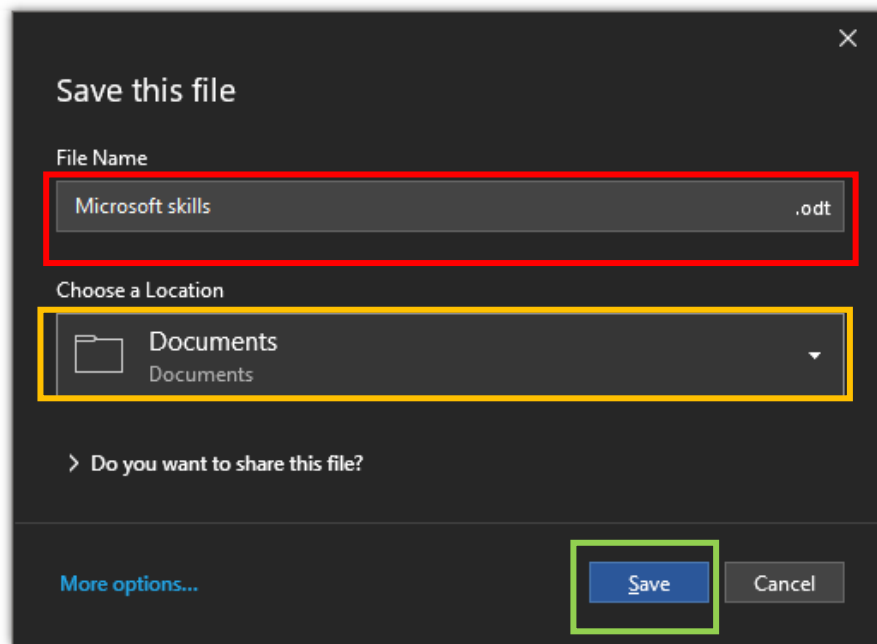 Save this file
File Name
Microsoft skills .odt
Choose a Location
Documents
Documents
Do you want to share this file?
More options... Save Cancel